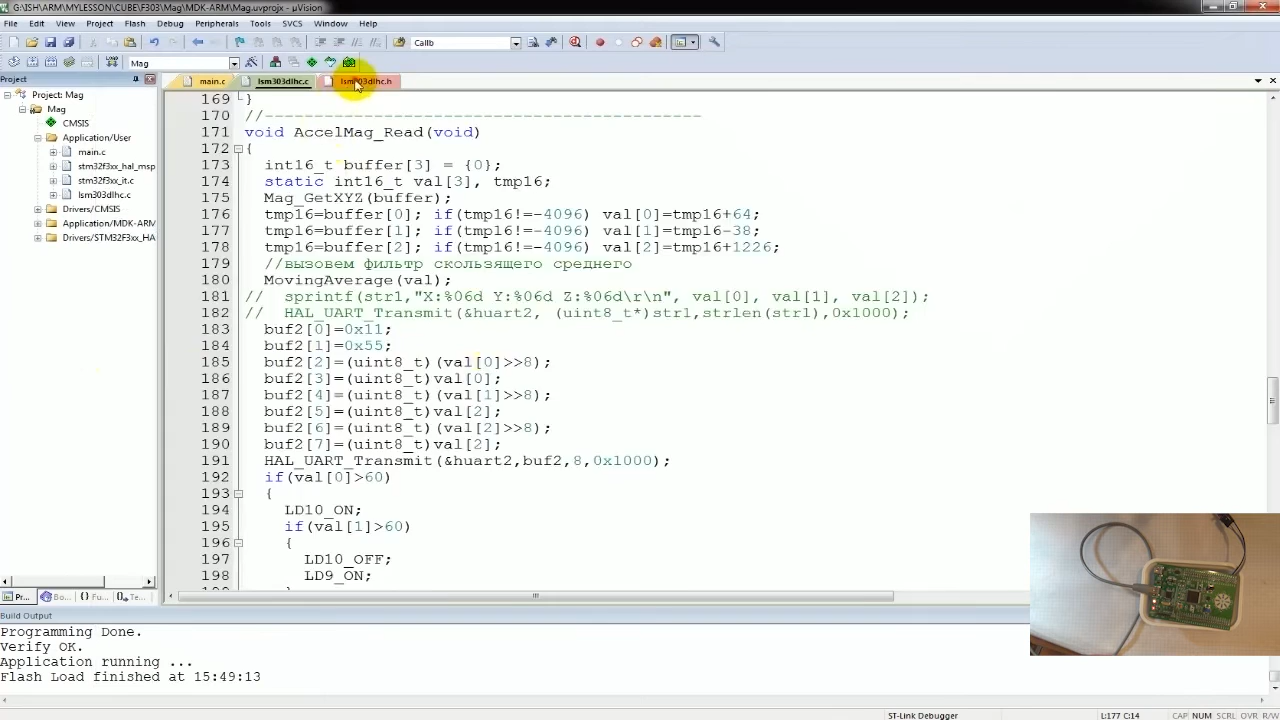 G:\ISH\ARM\MYLESSON\CUBE\F303\Mag\MDK-ARM\Mag.uvprojx - µVision
File Edit View Project Flash Debug Peripherals Tools SVCS Window Help
Callb
Mag
Project
main.c lsm303dlhc.c lsm303dlhc.h
Project: Mag
Mag
CMSIS
Application/User
main.c
stm32f3xx_hal_msp
stm32f3xx_it.c
lsm303dlhc.c
Drivers/CMSIS
Application/MDK-ARM
Drivers/STM32F3xx_HA
169 }
170 //--------------------------------------------
171 void AccelMag_Read(void)
172 {
173 int16_t buffer[3] = {0};
174 static int16_t val[3], tmp16;
175 Mag_GetXYZ(buffer);
176 tmp16=buffer[0]; if(tmp16!=-4096) val[0]=tmp16+64;
177 tmp16=buffer[1]; if(tmp16!=-4096) val[1]=tmp16-38;
178 tmp16=buffer[2]; if(tmp16!=-4096) val[2]=tmp16+1226;
179 //вызовем фильтр скользящего среднего
180 MovingAverage(val);
181 // sprintf(str1,"X:%06d Y:%06d Z:%06d\r\n", val[0], val[1], val[2]);
182 // HAL_UART_Transmit(&huart2, (uint8_t*)str1,strlen(str1),0x1000);
183 buf2[0]=0x11;
184 buf2[1]=0x55;
185 buf2[2]=(uint8_t)(val[0]>>8);
186 buf2[3]=(uint8_t)val[0];
187 buf2[4]=(uint8_t)(val[1]>>8);
188 buf2[5]=(uint8_t)val[2];
189 buf2[6]=(uint8_t)(val[2]>>8);
190 buf2[7]=(uint8_t)val[2];
191 HAL_UART_Transmit(&huart2,buf2,8,0x1000);
192 if(val[0]>60)
193 {
194 LD10_ON;
195 if(val[1]>60)
196 {
197 LD10_OFF;
198 LD9_ON;
Pr... Bo... {} Fu... Te...
Build Output
Programming Done.
Verify OK.
Application running ...
Flash Load finished at 15:49:13
ST-Link Debugger L:177 C:14 CAP NUM SCRL OVR R/W